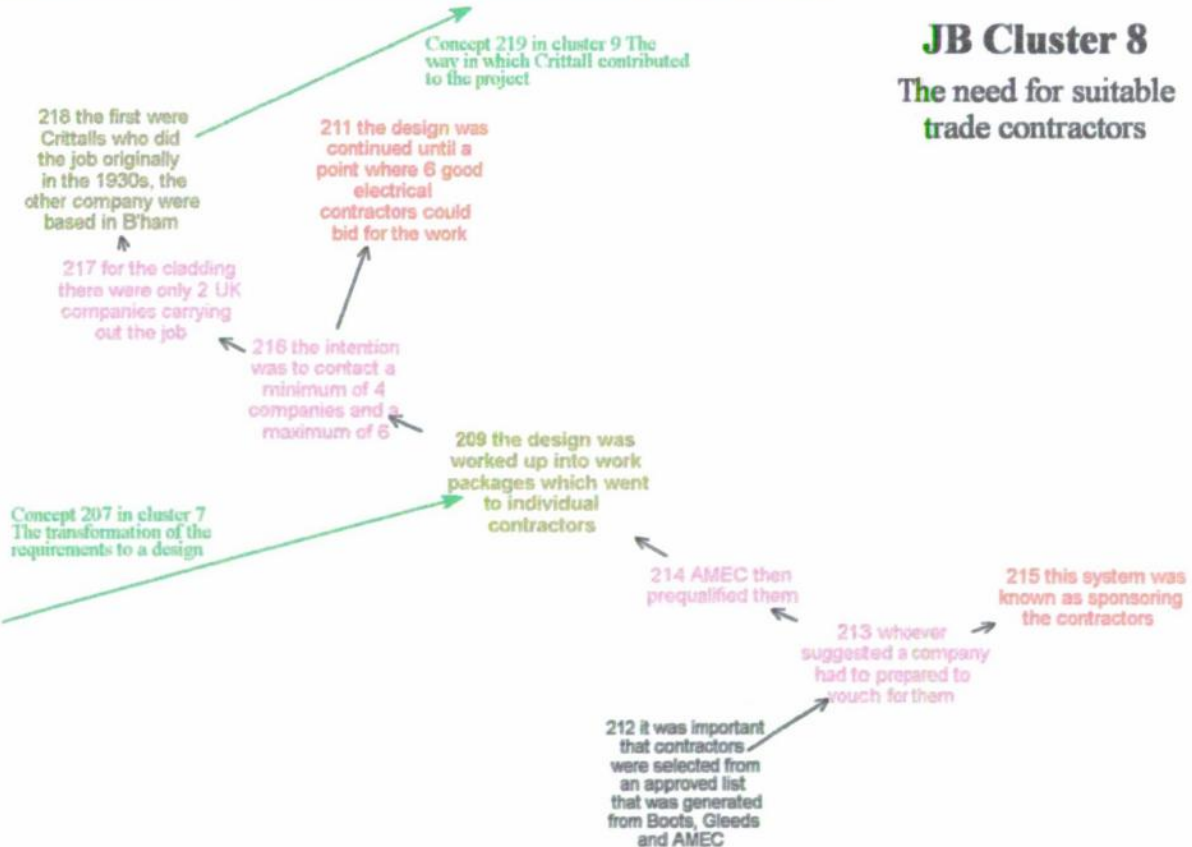 JB Cluster 8
The need for suitable
trade contractors
Concept 219 in cluster 9 The
way in which Crittall contributed
to the project
218 the first were
Crittalls who did
the job originally
in the 1930s, the
other company were
based in B'ham
211 the design was
continued until a
point where 6 good
electrical
contractors could
bid for the work
217 for the cladding
there were only 2 UK
companies carrying
out the job
216 the intention
was to contact a
minimum of 4
companies and a
maximum of 6
209 the design was
worked up into work
packages which went
to individual
contractors
Concept 207 in cluster 7
The transformation of the
requirements to a design
214 AMEC then
prequalified them
215 this system was
known as sponsoring
the contractors
213 whoever
suggested a company
had to prepared to
vouch for them
212 it was important
that contractors
were selected from
an approved list
that was generated
from Boots, Gleeds
and AMEC